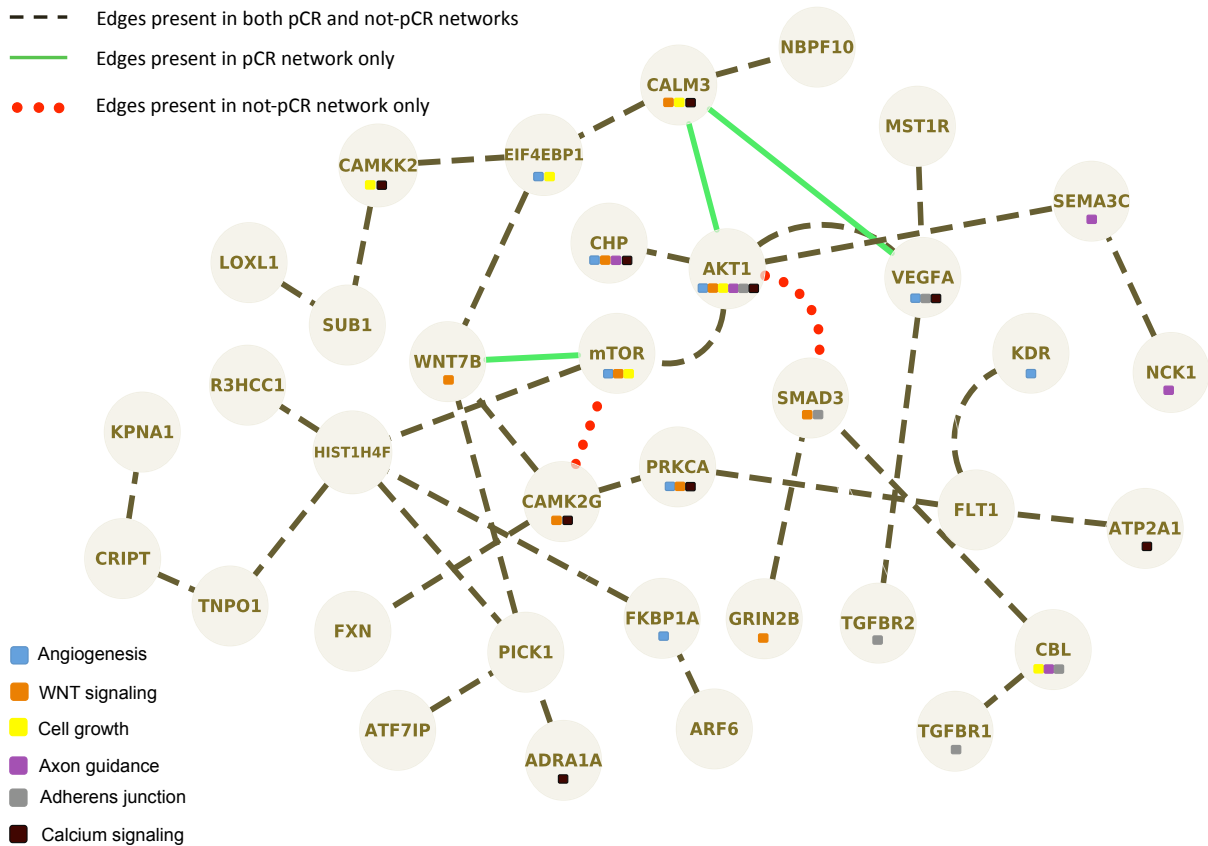 Edges present in both pCR and not-pCR networks
Edges present in pCR network only
Edges present in not-pCR network only
NBPF10
CALM3
MST1R
EIF4EBP1
CAMKK2
SEMA3C
CHP
LOXL1
AKT1
VEGFA
SUB1
WNT7B
mTOR
KDR
NCK1
R3HCC1
SMAD3
KPNA1
HIST1H4F
PRKCA
CAMK2G
FLT1
ATP2A1
CRIPT
TNPO1
FXN
FKBP1A
GRIN2B
TGFBR2
PICK1
CBL
ATF7IP
ARF6
TGFBR1
ADRA1A
Angiogenesis
WNT signaling
Cell growth
Axon guidance
Adherens junction
Calcium signaling